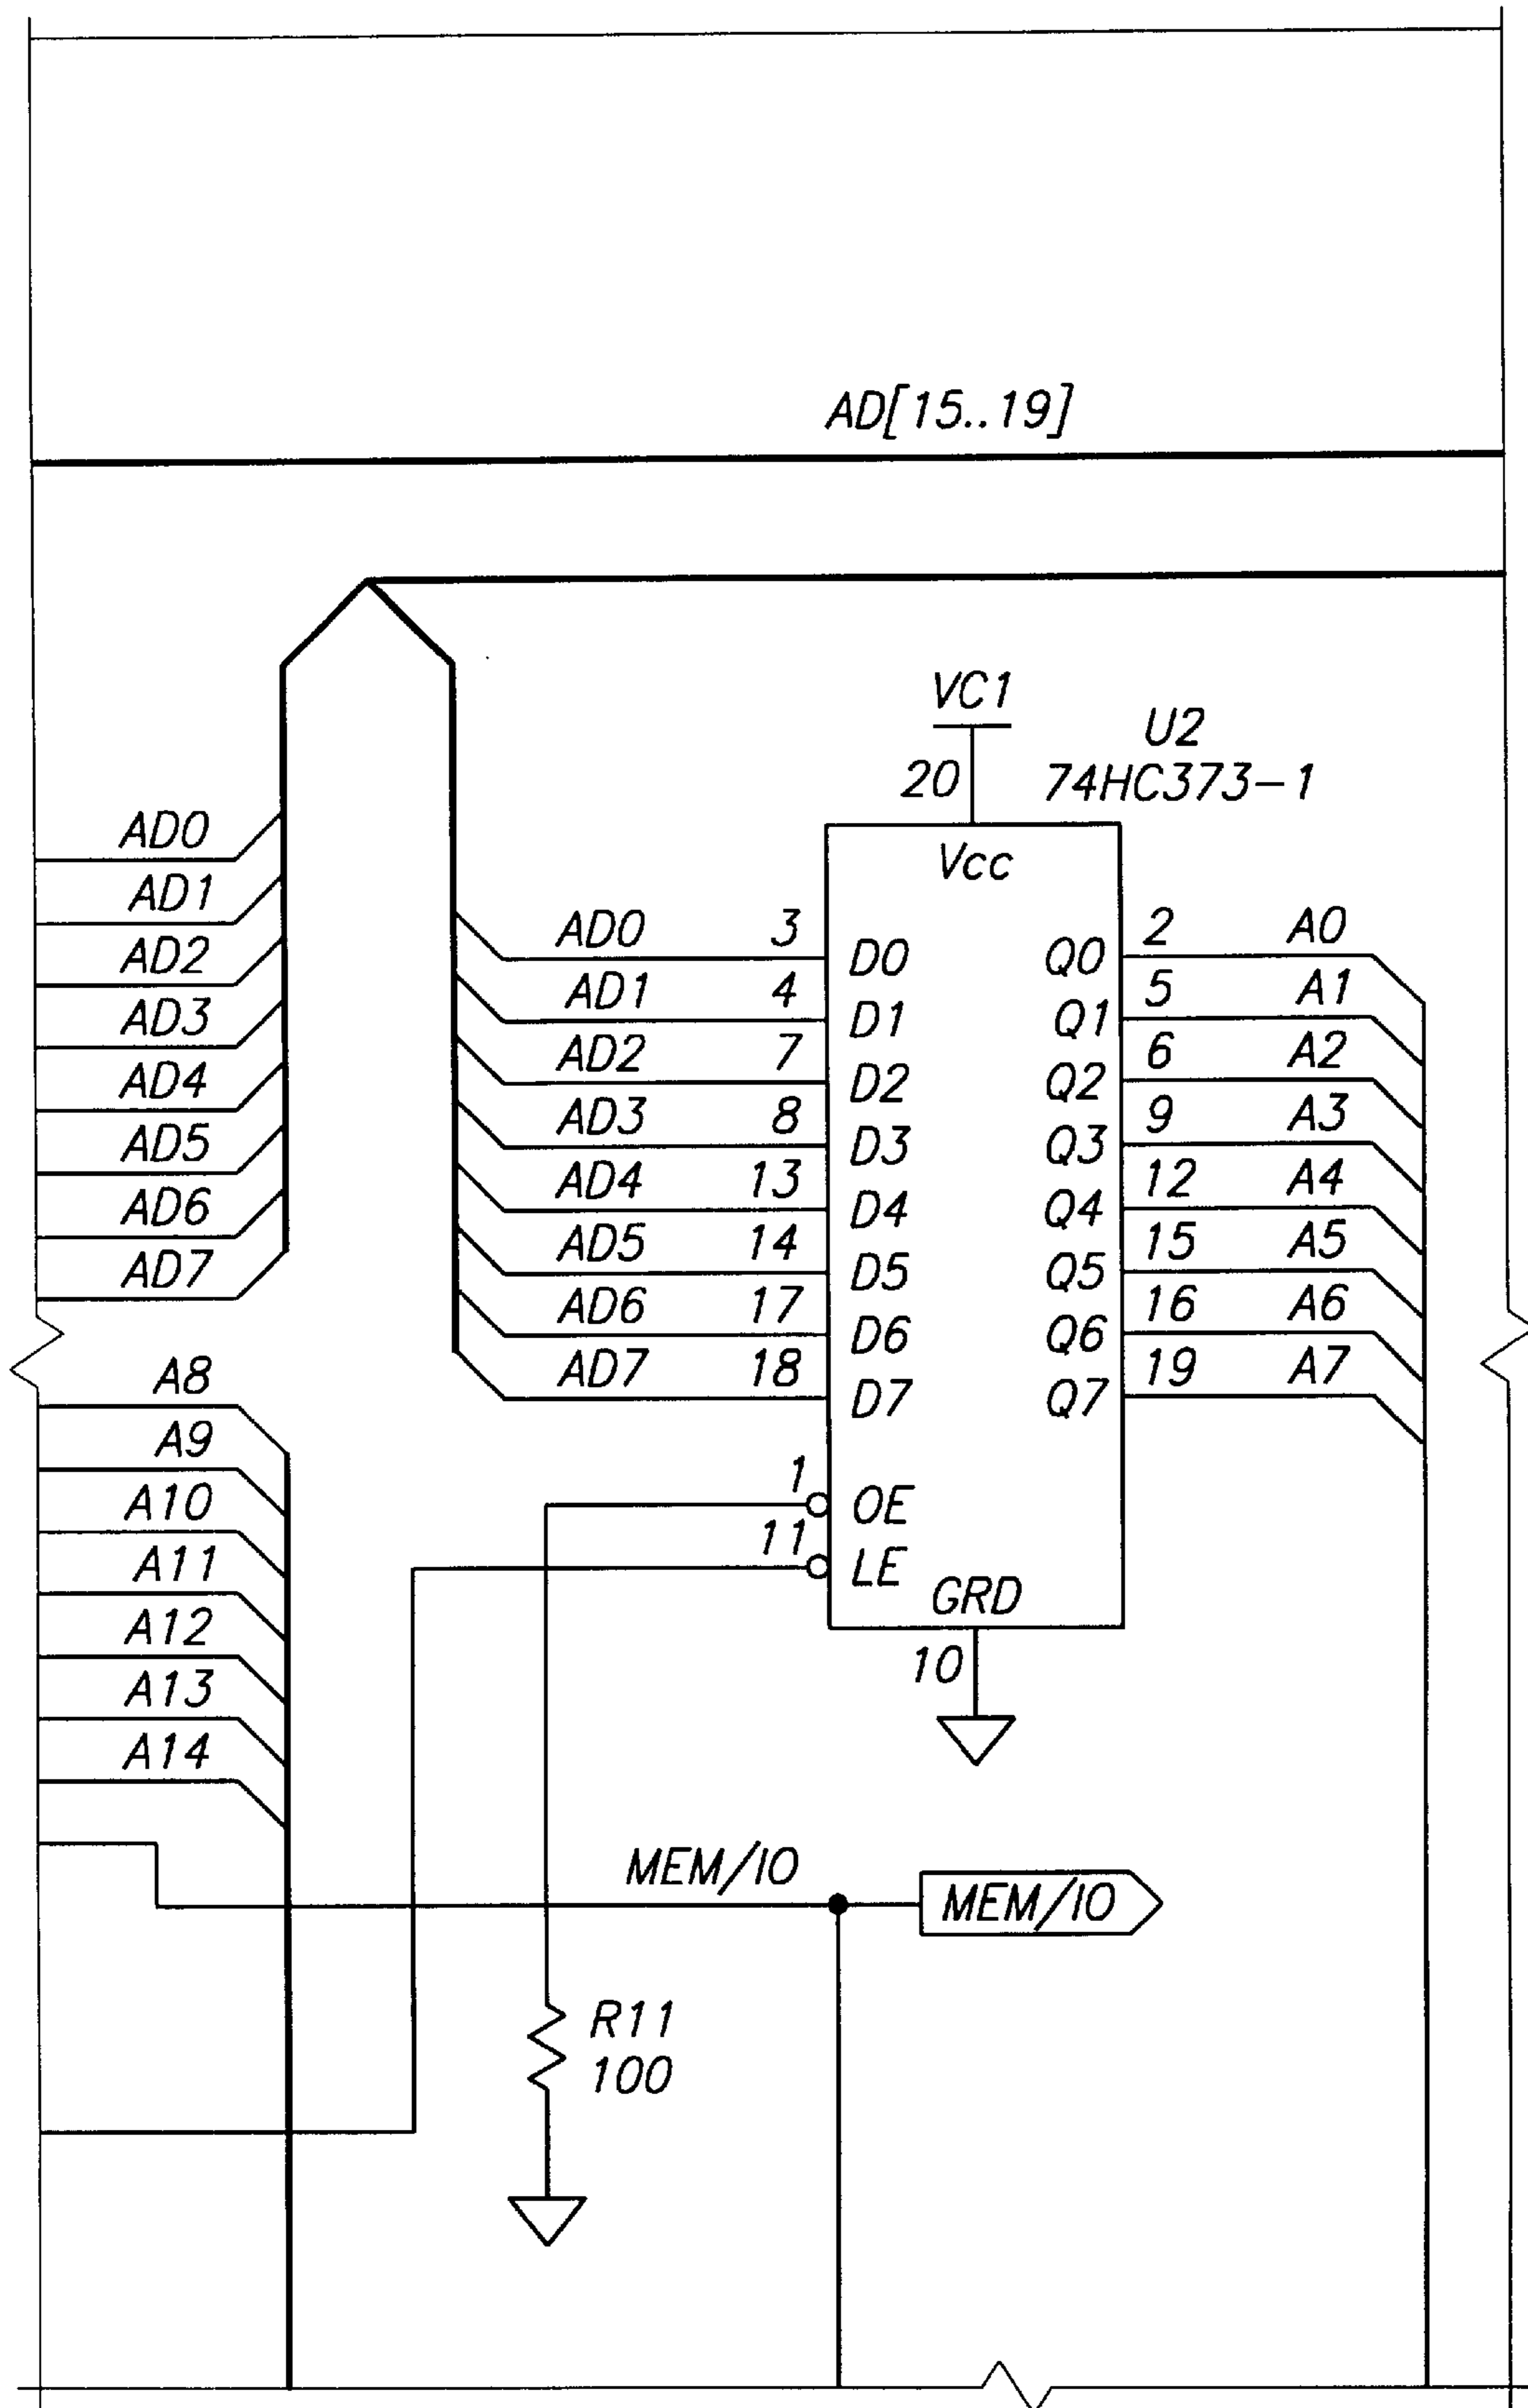 AD[15..19]
VC1
U2
20
74HC373-1
Vcc
AD0
AD1
AD2
AD3
AD4
AD5
AD6
AD7
AD0 3 D0 Q0 2 A0
AD1 4 D1 Q1 5 A1
AD2 7 D2 Q2 6 A2
AD3 8 D3 Q3 9 A3
AD4 13 D4 Q4 12 A4
AD5 14 D5 Q5 15 A5
AD6 17 D6 Q6 16 A6
AD7 18 D7 Q7 19 A7
A8
A9
A10
A11
A12
A13
A14
1 OE
11 LE
GRD
10
MEM/IO
MEM/IO
R11
100